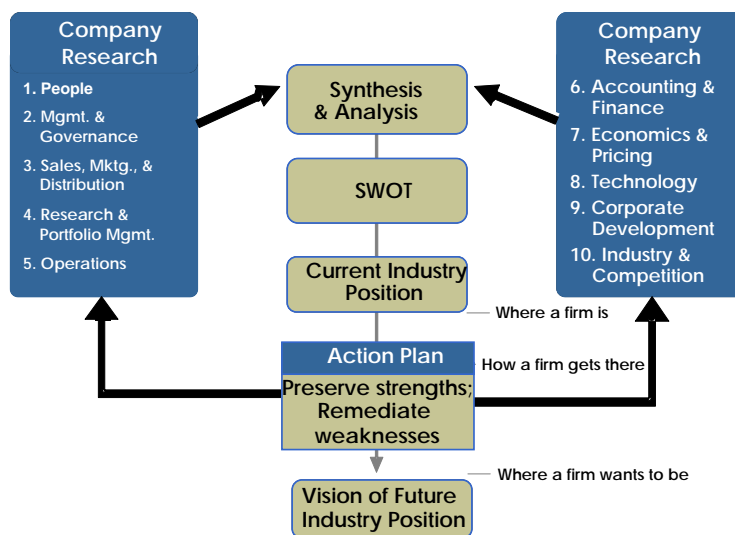 Company
Research
1. People
2. Mgmt. &
Governance
3. Sales, Mktg., &
Distribution
4. Research &
Portfolio Mgmt.
5. Operations
Synthesis
& Analysis
SWOT
Current Industry
Position
Where a firm is
Action Plan
How a firm gets there
Preserve strengths;
Remediate
weaknesses
Where a firm wants to be
Vision of Future
Industry Position
Company
Research
6. Accounting &
Finance
7. Economics &
Pricing
8. Technology
9. Corporate
Development
10. Industry &
Competition